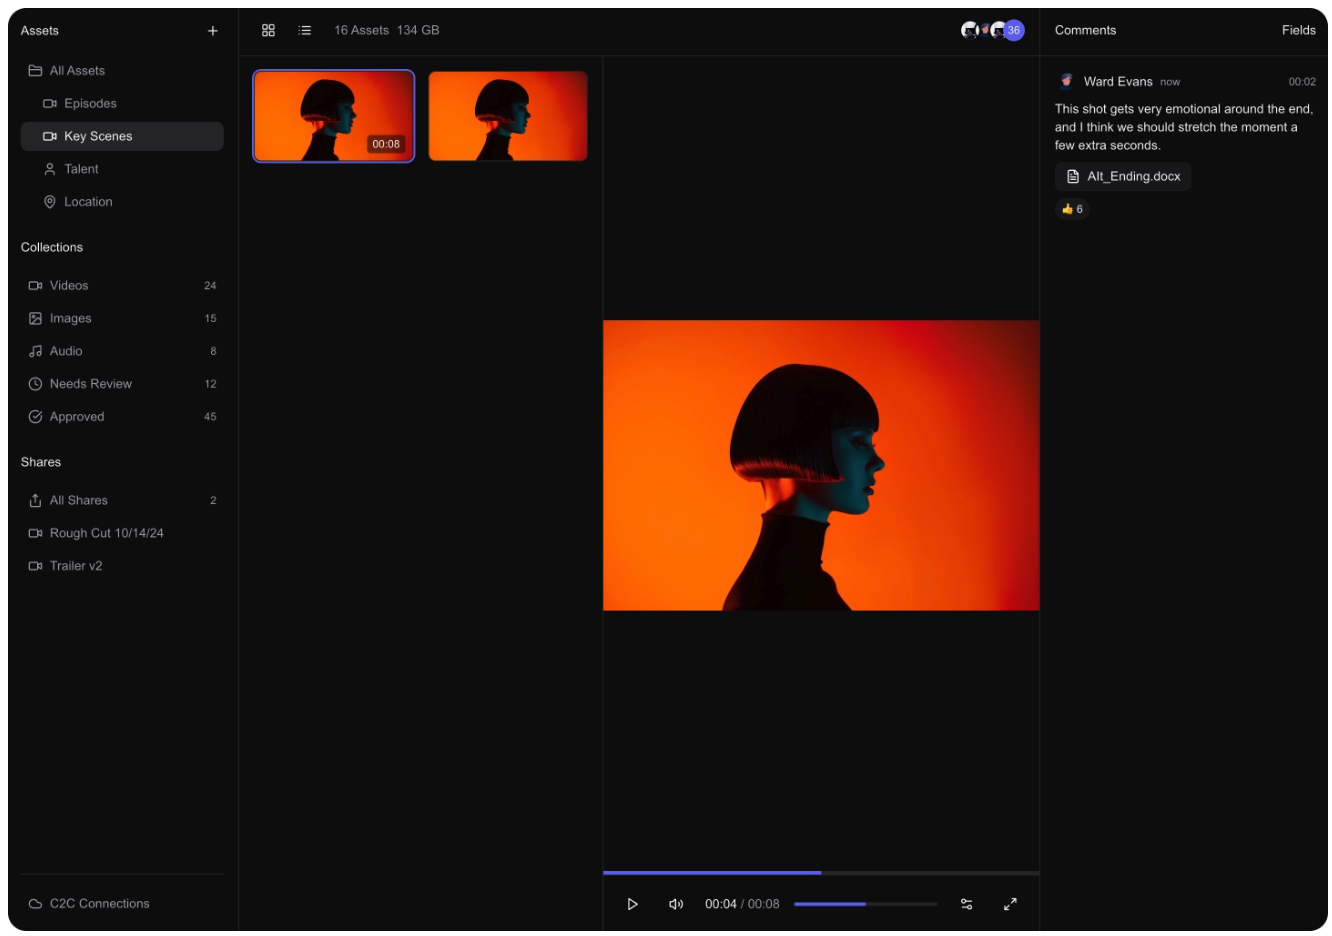 Assets
All Assets
Episodes
Key Scenes
Talent
Location
Collections
Videos 24
Images 15
Audio 8
Needs Review 12
Approved 45
Shares
All Shares 2
Rough Cut 10/14/24
Trailer v2
C2C Connections
16 Assets 134 GB
36
00:08
00:04 / 00:08
Comments Fields
Ward Evans now 00:02
This shot gets very emotional around the end,
and I think we should stretch the moment a
few extra seconds.
Alt_Ending.docx
👍 6